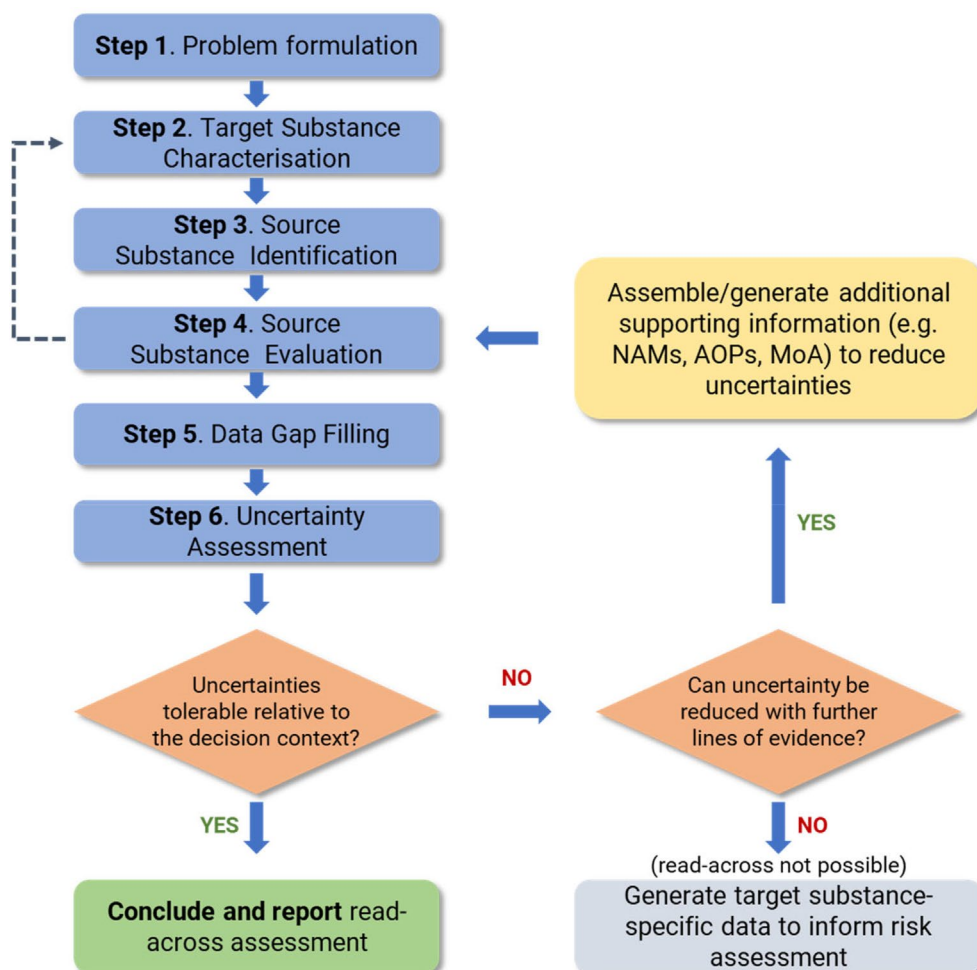 Step 1. Problem formulation
Step 2. Target Substance
Characterisation
Step 3. Source
Substance Identification
Step 4. Source
Substance Evaluation
Assemble/generate additional
supporting information (e.g.
NAMs, AOPs, MoA) to reduce
uncertainties
Step 5. Data Gap Filling
Step 6. Uncertainty
Assessment
YES
Uncertainties
tolerable relative to
the decision context?
NO
Can uncertainty be
reduced with further
lines of evidence?
YES
NO
(read-across not possible)
Conclude and report read-
across assessment
Generate target substance-
specific data to inform risk
assessment